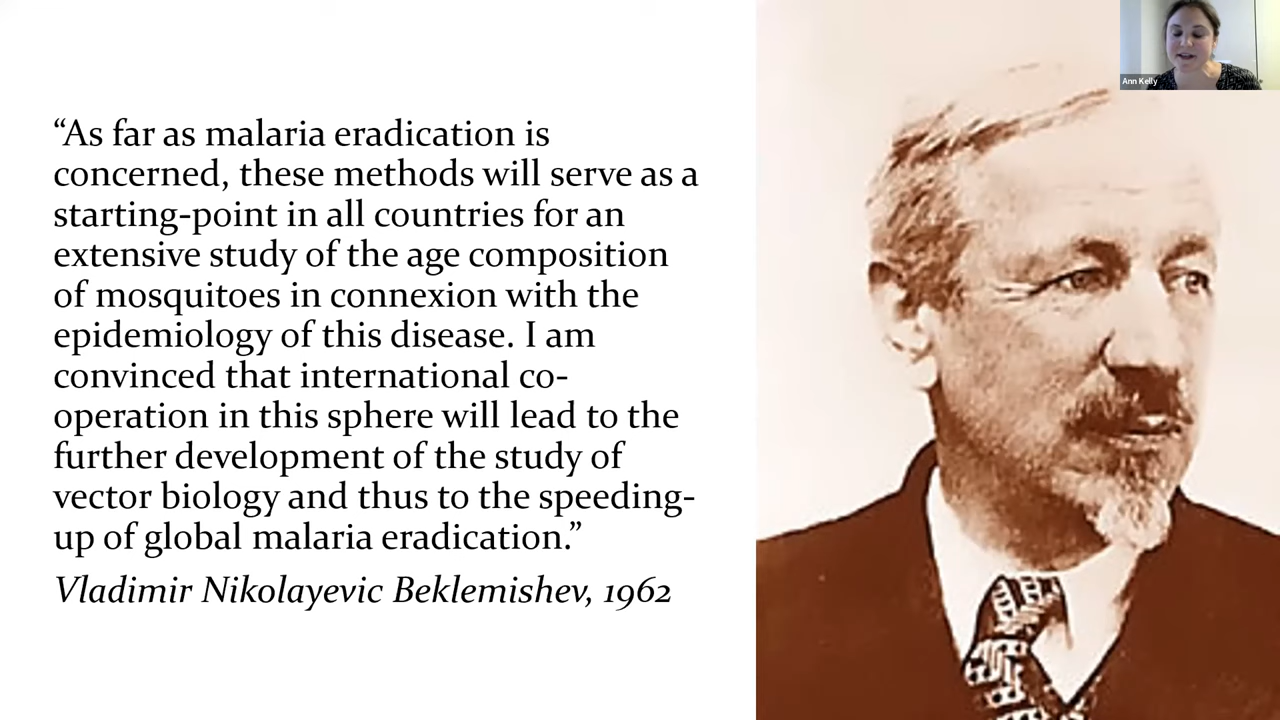 “As far as malaria eradication is
concerned, these methods will serve as a
starting-point in all countries for an
extensive study of the age composition
of mosquitoes in connexion with the
epidemiology of this disease. I am
convinced that international co-
operation in this sphere will lead to the
further development of the study of
vector biology and thus to the speeding-
up of global malaria eradication.”
Vladimir Nikolayevic Beklemishev, 1962
Ann Kelly